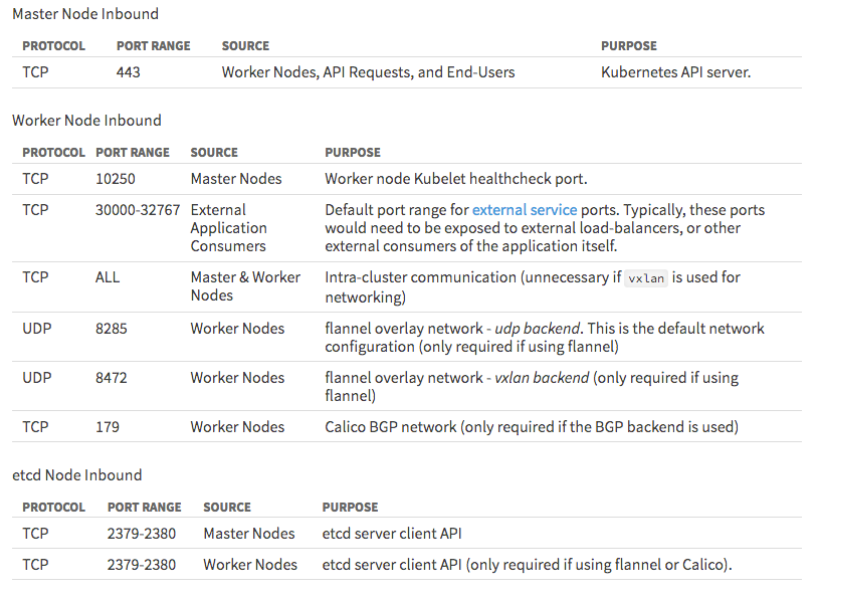 Master Node Inbound
PROTOCOL PORT RANGE SOURCE PURPOSE
TCP 443 Worker Nodes, API Requests, and End-Users Kubernetes API server.
Worker Node Inbound
PROTOCOL PORT RANGE SOURCE PURPOSE
TCP 10250 Master Nodes Worker node Kubelet healthcheck port.
TCP 30000-32767 External Default port range for external service ports. Typically, these ports
Application would need to be exposed to external load-balancers, or other
Consumers external consumers of the application itself.
TCP ALL Master & Worker Intra-cluster communication (unnecessary if vxlan is used for
Nodes networking)
UDP 8285 Worker Nodes flannel overlay network - udp backend. This is the default network
configuration (only required if using flannel)
UDP 8472 Worker Nodes flannel overlay network - vxlan backend (only required if using
flannel)
TCP 179 Worker Nodes Calico BGP network (only required if the BGP backend is used)
etcd Node Inbound
PROTOCOL PORT RANGE SOURCE PURPOSE
TCP 2379-2380 Master Nodes etcd server client API
TCP 2379-2380 Worker Nodes etcd server client API (only required if using flannel or Calico).